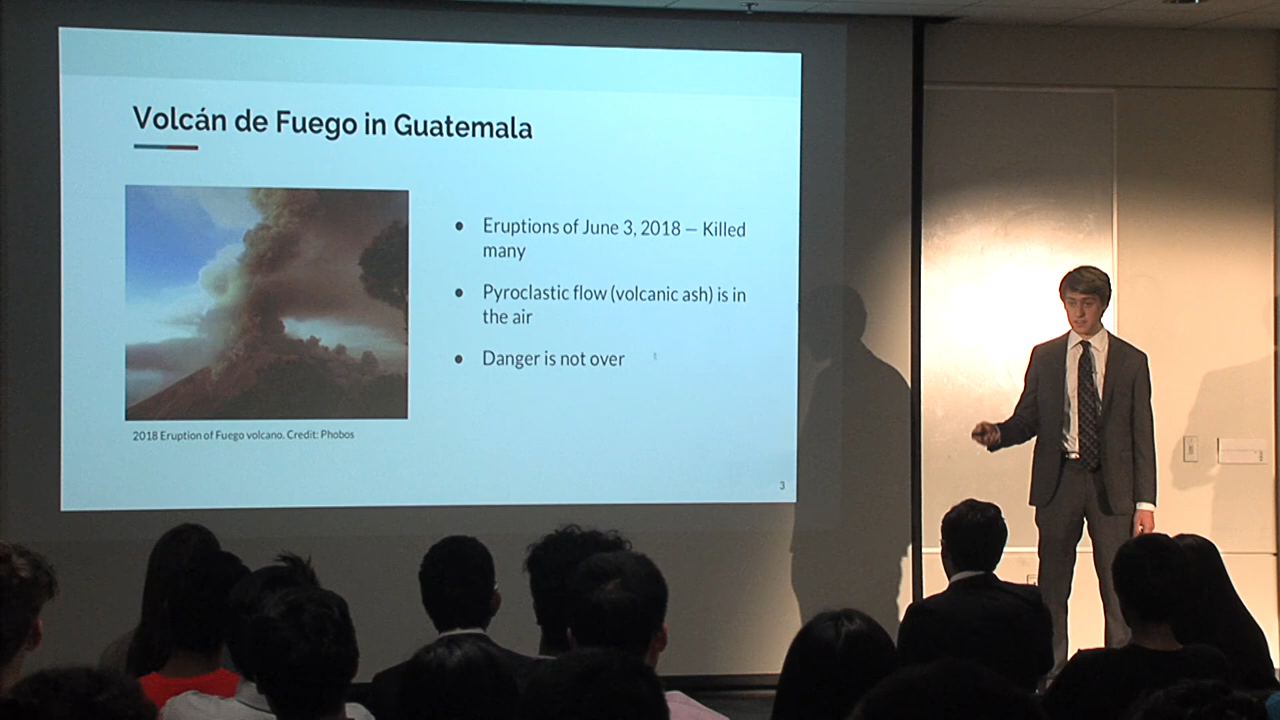 Volcán de Fuego in Guatemala
● Eruptions of June 3, 2018 — Killed
many
● Pyroclastic flow (volcanic ash) is in
the air
● Danger is not over
2018 Eruption of Fuego volcano. Credit: Phobos
3